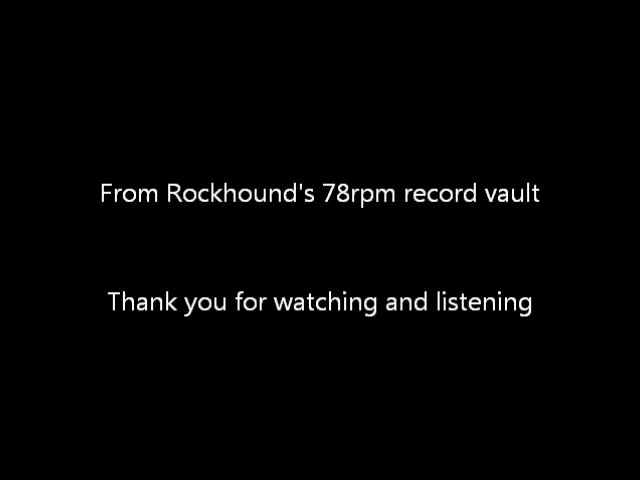 From Rockhound's 78rpm record vault
Thank you for watching and listening